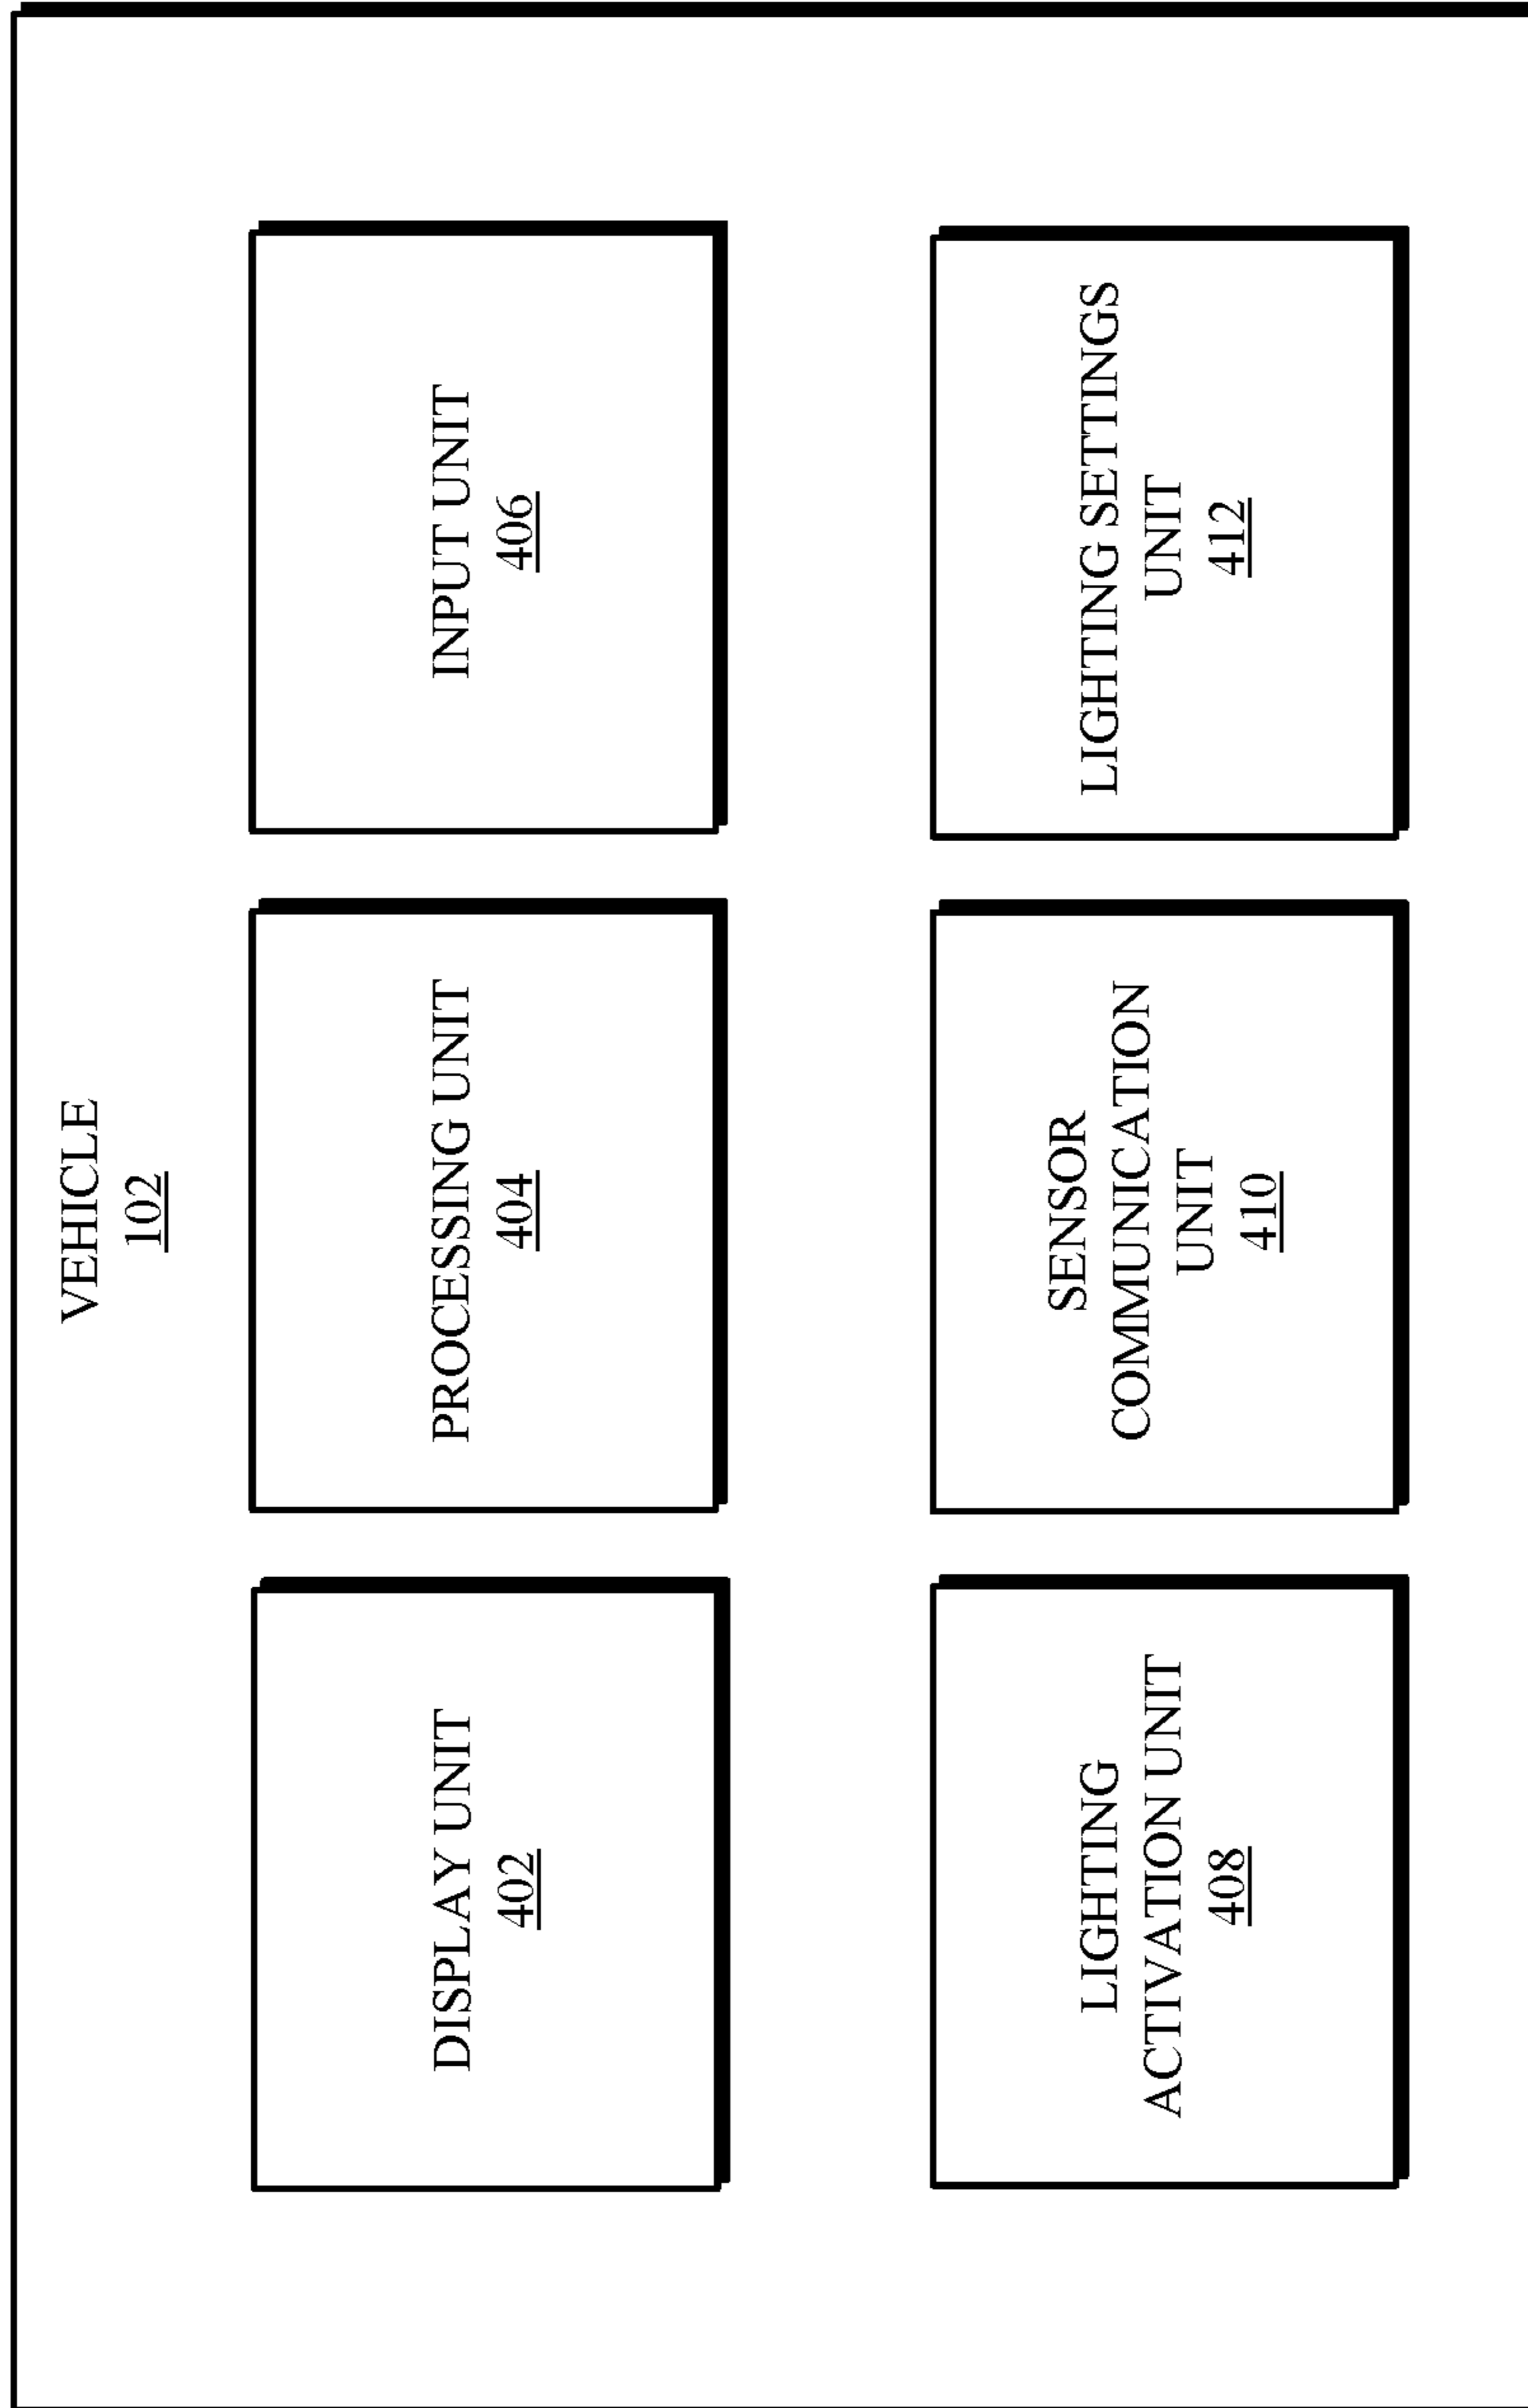 VEHICLE
102
DISPLAY UNIT
402
PROCESSING UNIT
404
INPUT UNIT
406
LIGHTING
ACTIVATION UNIT
408
SENSOR
COMMUNICATION
UNIT
410
LIGHTING SETTINGS
UNIT
412